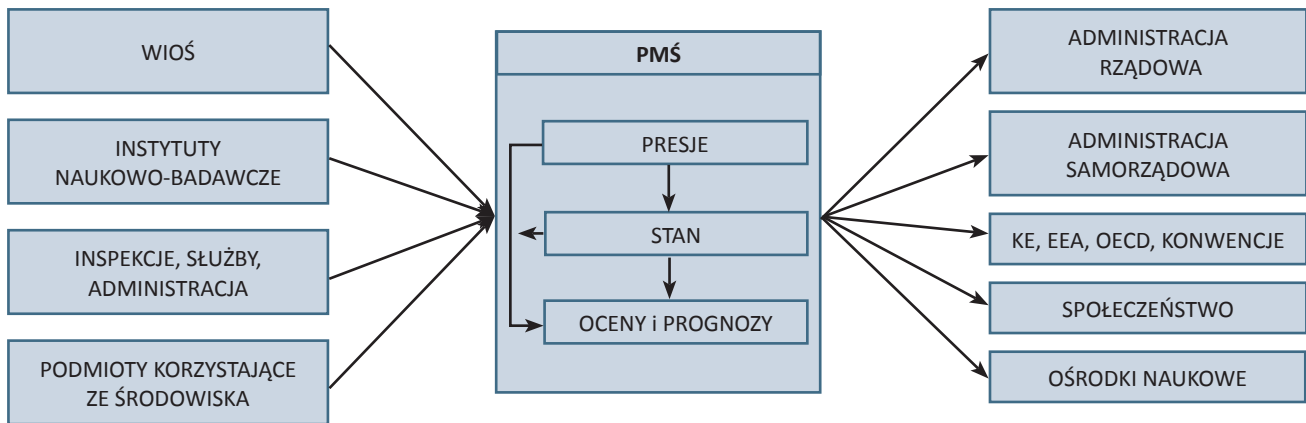 WIOŚ
INSTYTUTY
NAUKOWO-BADAWCZE
INSPEKCJE, SŁUŻBY,
ADMINISTRACJA
PODMIOTY KORZYSTAJĄCE
ZE ŚRODOWISKA
PMŚ
PRESJE
STAN
OCENY i PROGNOZY
ADMINISTRACJA
RZĄDOWA
ADMINISTRACJA
SAMORZĄDOWA
KE, EEA, OECD, KONWENCJE
SPOŁECZEŃSTWO
OŚRODKI NAUKOWE